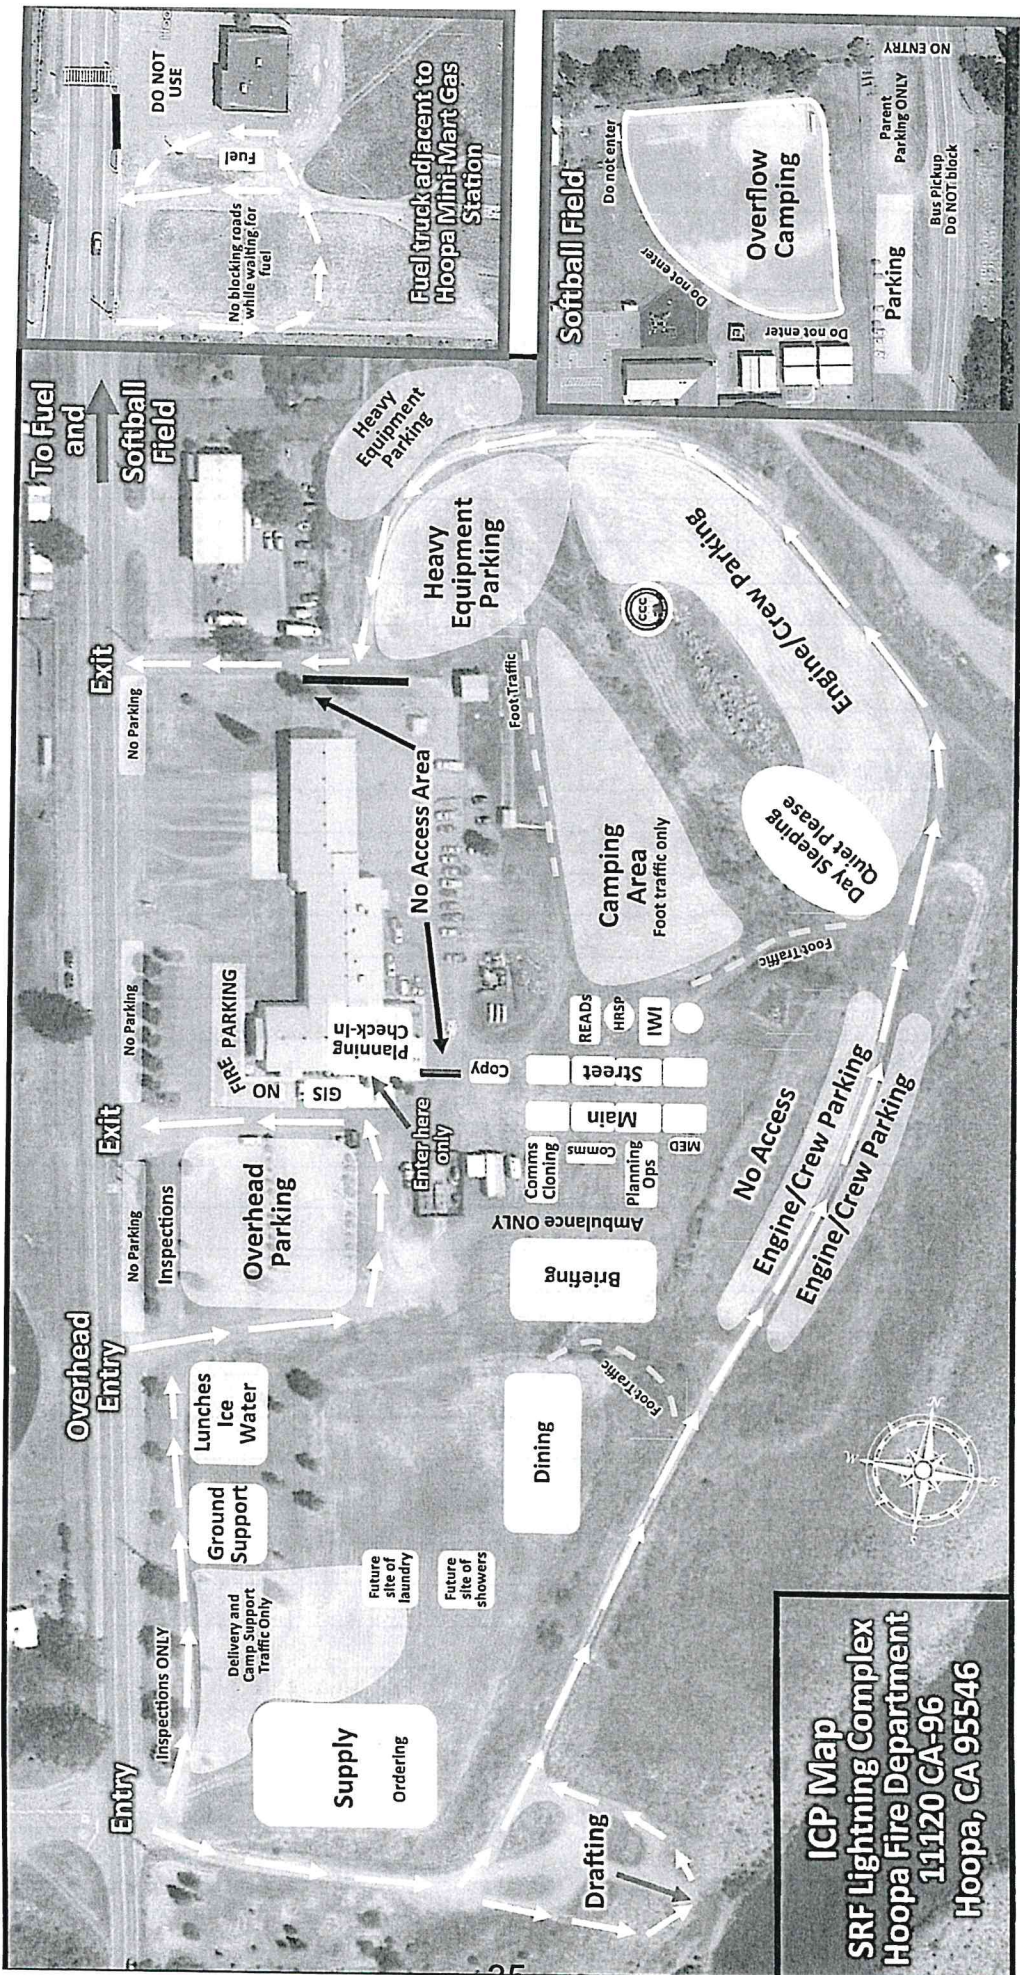 To Fuel
and
Softball
Field
DO NOT
USE
Fuel
No blocking roads
while waiting for
fuel
Fuel truck adjacent to
Hoopa Mini-Mart Gas
Station
Softball Field
Do not enter
Do not enter
Do not enter
Overflow
Camping
Parking
Parent
Parking ONLY
Bus Pickup
Do NOT block
NO ENTRY
Entry
Inspections ONLY
Overhead
Entry
No Parking
Inspections
Exit
No Parking
No Parking
Exit
Delivery and
Camp Support
Traffic Only
Ground
Support
Lunches
Ice
Water
Overhead
Parking
NO
FIRE PARKING
GIS
Planning
Check-In
Enter here
only
No Access Area
Heavy
Equipment
Parking
Heavy
Equipment
Parking
Supply
Ordering
Future
site of
laundry
Future
site of
showers
Dining
Foot Traffic
Briefing
Ambulance ONLY
Comms
Cloning
Comms
Planning
Ops
MED
Main
Street
Copy
READs
HRSP
IWI
Camping
Area
Foot traffic only
Foot Traffic
Foot Traffic
CCC
Day Sleeping
Quiet Please
Engine/Crew Parking
No Access
Engine/Crew Parking
Engine/Crew Parking
Drafting
N
E
S
W
ICP Map
SRF Lightning Complex
Hoopa Fire Department
11120 CA-96
Hoopa, CA 95546